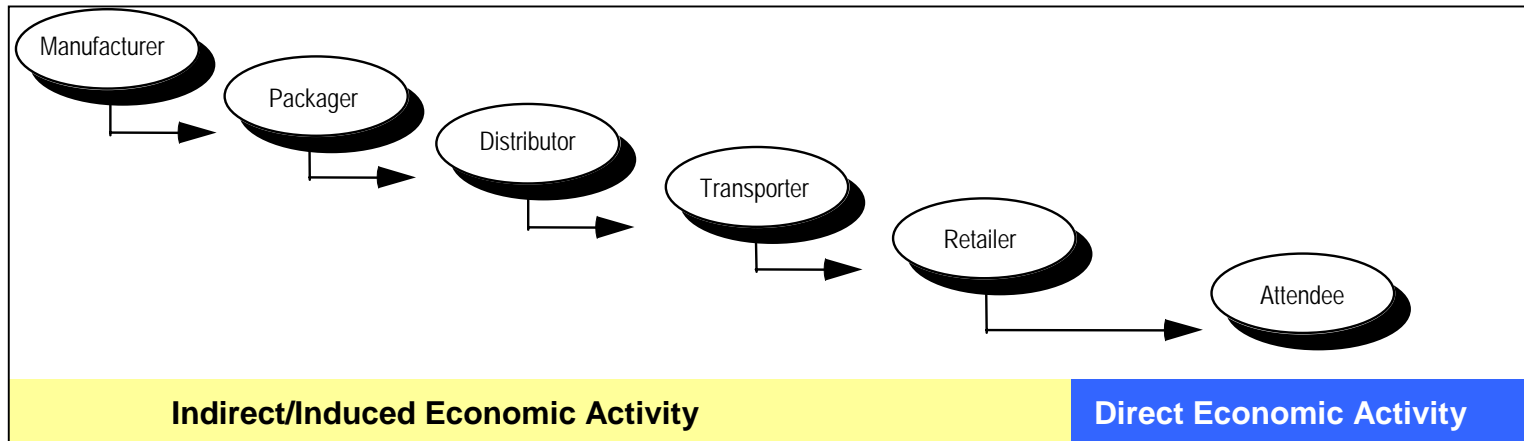 Manufacturer
Packager
Distributor
Transporter
Retailer
Attendee
Indirect/Induced Economic Activity
Direct Economic Activity